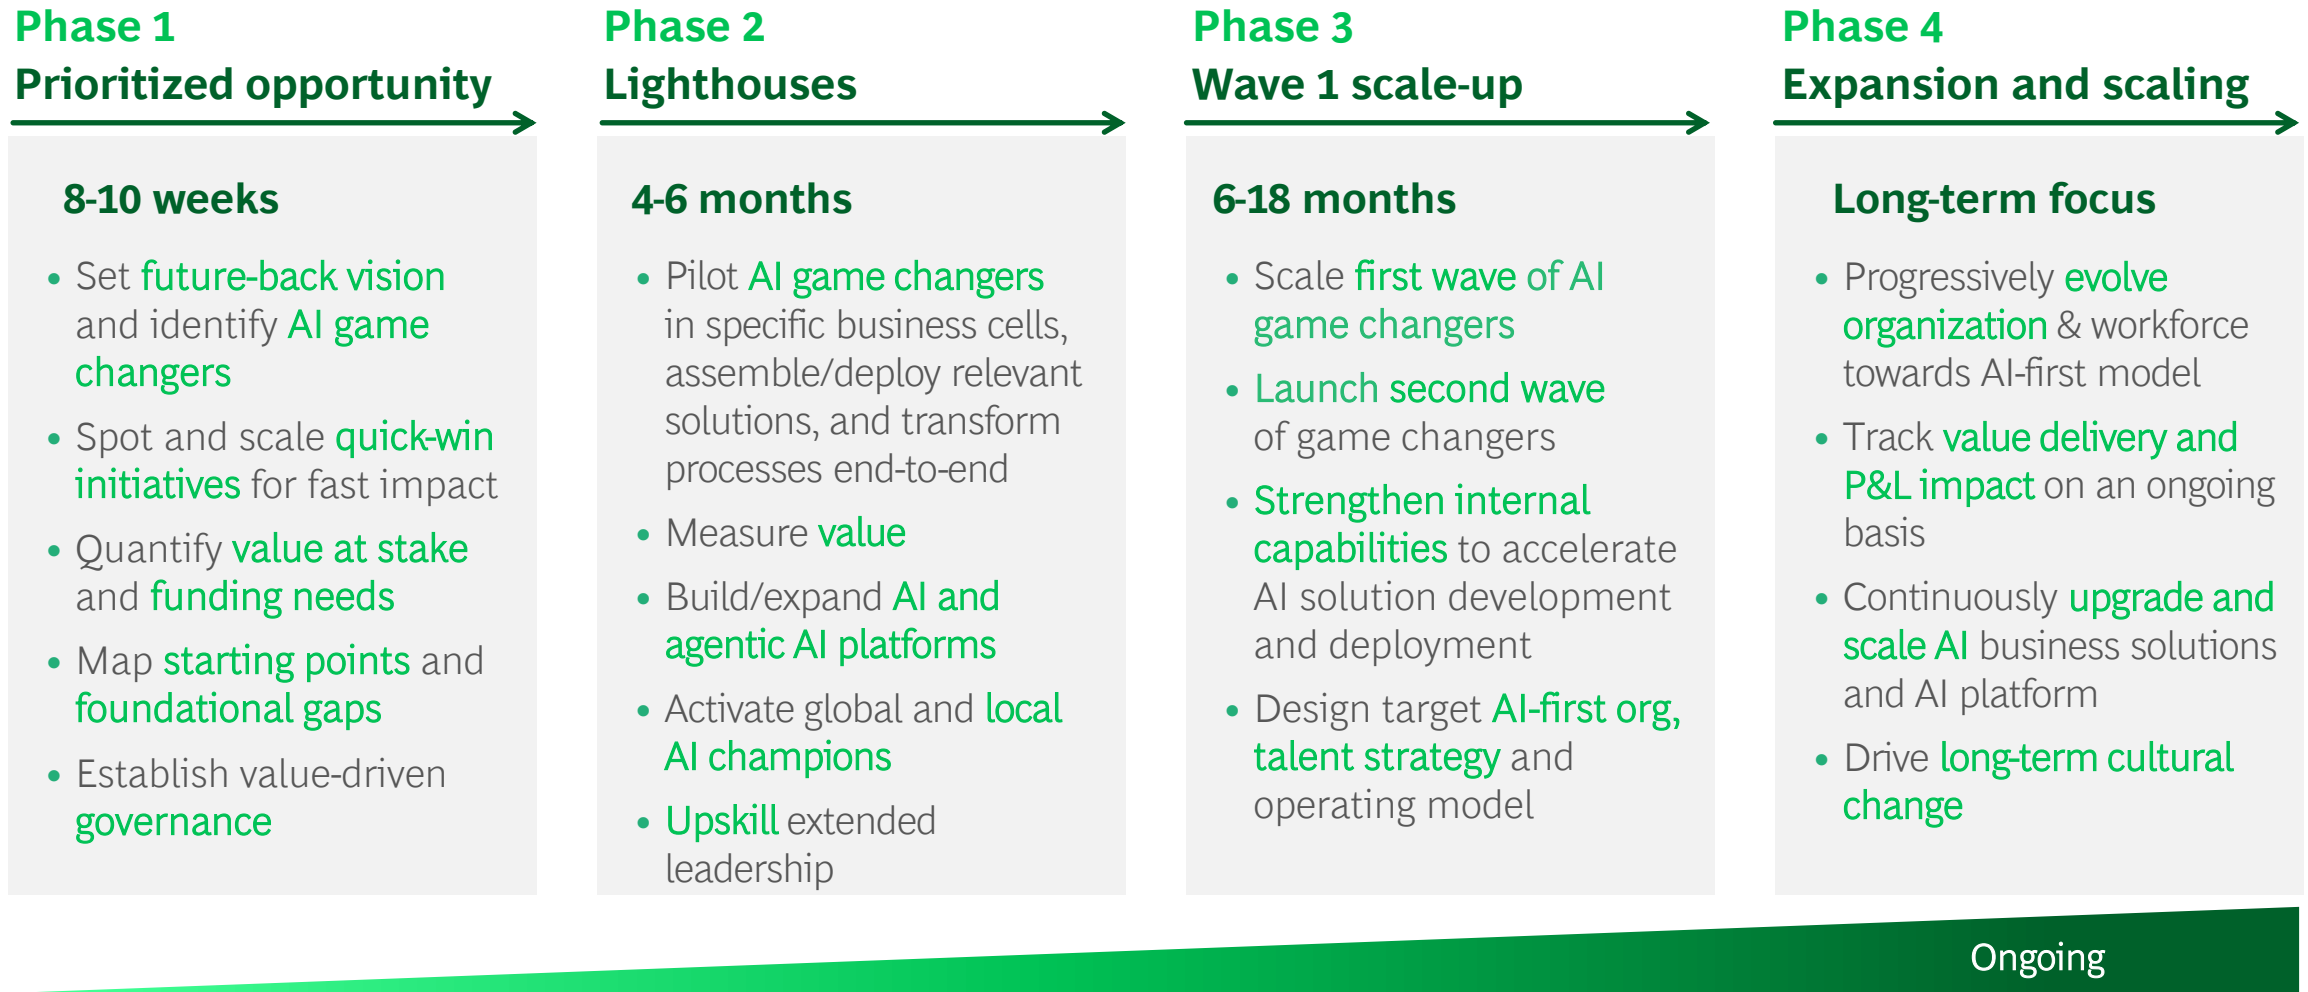 Phase 1
Prioritized opportunity
8-10 weeks
• Set future-back vision
and identify AI game
changers
• Spot and scale quick-win
initiatives for fast impact
• Quantify value at stake
and funding needs
• Map starting points and
foundational gaps
• Establish value-driven
governance
Phase 2
Lighthouses
4-6 months
• Pilot AI game changers
in specific business cells,
assemble/deploy relevant
solutions, and transform
processes end-to-end
• Measure value
• Build/expand AI and
agentic AI platforms
• Activate global and local
AI champions
• Upskill extended
leadership
Phase 3
Wave 1 scale-up
6-18 months
• Scale first wave of AI
game changers
• Launch second wave
of game changers
• Strengthen internal
capabilities to accelerate
AI solution development
and deployment
• Design target AI-first org,
talent strategy and
operating model
Phase 4
Expansion and scaling
Long-term focus
• Progressively evolve
organization & workforce
towards AI-first model
• Track value delivery and
P&L impact on an ongoing
basis
• Continuously upgrade and
scale AI business solutions
and AI platform
• Drive long-term cultural
change
Ongoing